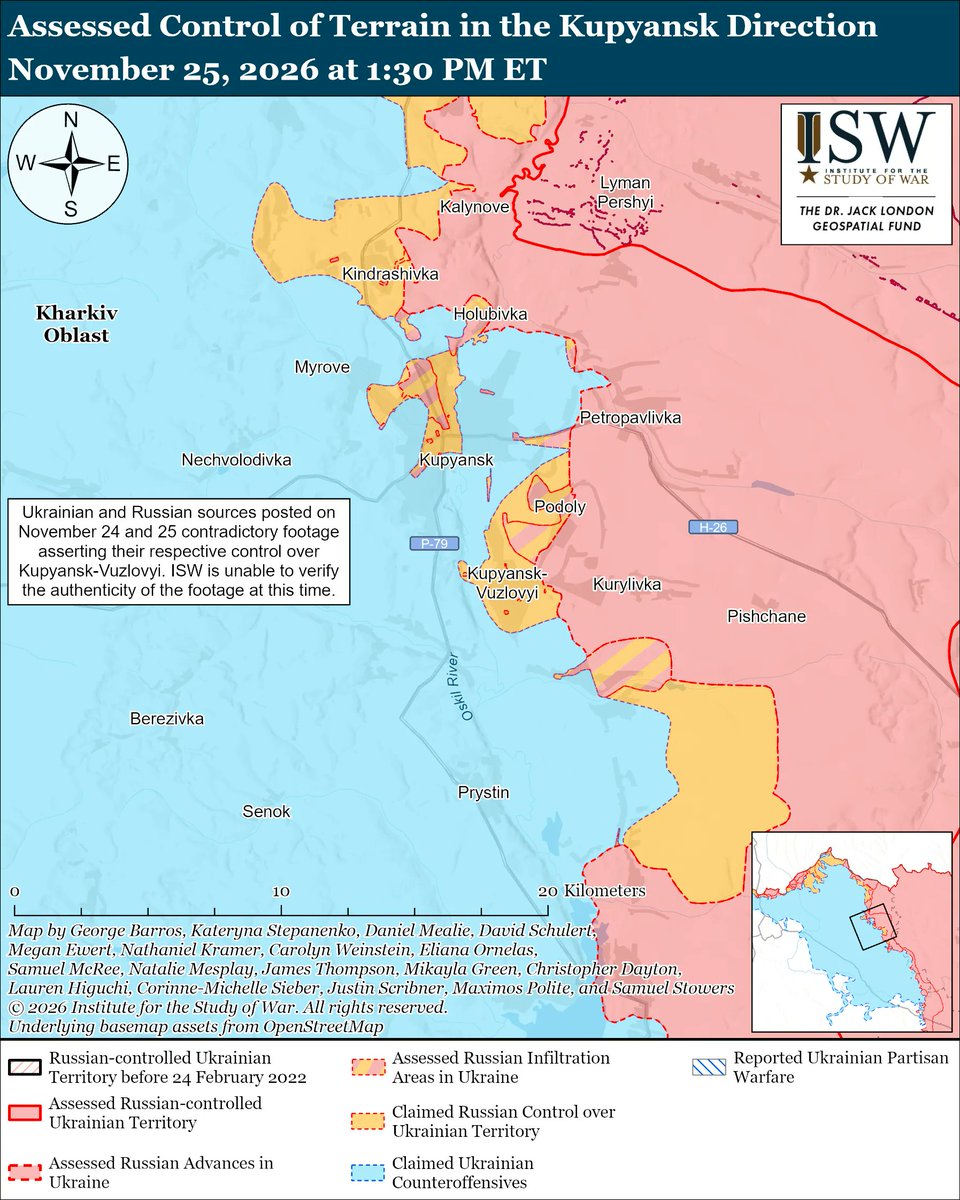 Assessed Control of Terrain in the Kupyansk Direction
November 25, 2026 at 1:30 PM ET
N
W E
S
ISW
INSTITUTE FOR THE
STUDY OF WAR
THE DR. JACK LONDON
GEOSPATIAL FUND
Lyman
Pershyi
Kalynove
Kindrashivka
Kharkiv
Oblast
Holubivka
Myrove
Petropavlivka
Nechvolodivka
Kupyansk
Podoly
Ukrainian and Russian sources posted on
November 24 and 25 contradictory footage
asserting their respective control over
Kupyansk-Vuzlovyi. ISW is unable to verify
the authenticity of the footage at this time.
H-26
P-79
Kupyansk-
Vuzlovyi
Kurylivka
Pishchane
Oskil River
Berezivka
Prystin
Senok
0 10 20 Kilometers
Map by George Barros, Kateryna Stepanenko, Daniel Mealie, David Schulert,
Megan Ewert, Nathaniel Kramer, Carolyn Weinstein, Eliana Ornelas,
Samuel McRee, Natalie Mesplay, James Thompson, Mikayla Green, Christopher Dayton,
Lauren Higuchi, Corinne-Michelle Sieber, Justin Scribner, Maximos Polite, and Samuel Stowers
© 2026 Institute for the Study of War. All rights reserved.
Underlying basemap assets from OpenStreetMap
Russian-controlled Ukrainian
Territory before 24 February 2022
Assessed Russian-controlled
Ukrainian Territory
Assessed Russian Advances in
Ukraine
Assessed Russian Infiltration
Areas in Ukraine
Claimed Russian Control over
Ukrainian Territory
Claimed Ukrainian
Counteroffensives
Reported Ukrainian Partisan
Warfare